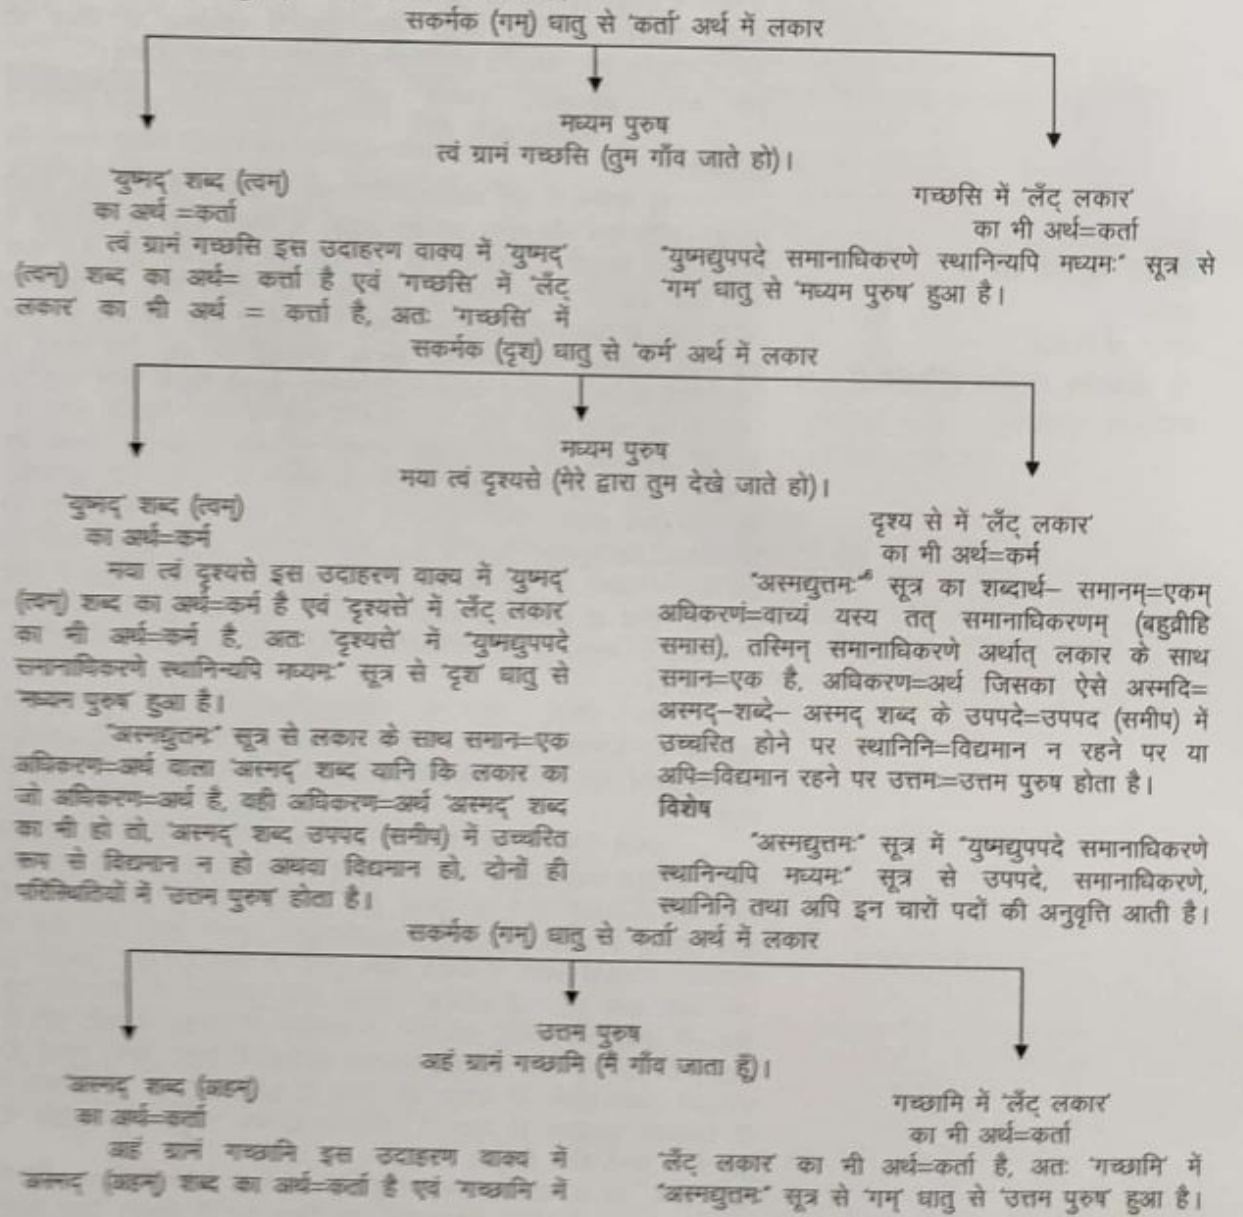 सकर्मक (गम्) धातु से 'कर्ता' अर्थ में लकार
मध्यम पुरुष
त्वं ग्रामं गच्छसि (तुम गाँव जाते हो)।
'युष्मद्' शब्द (त्वम्)
का अर्थ =कर्ता
गच्छसि में 'लँट् लकार'
का भी अर्थ=कर्ता
त्वं ग्रामं गच्छसि इस उदाहरण वाक्य में 'युष्मद्'
(त्वम्) शब्द का अर्थ= कर्त्ता है एवं 'गच्छसि' में 'लँट्
लकार' का भी अर्थ = कर्त्ता है, अतः 'गच्छसि' में
"युष्मद्युपपदे समानाधिकरणे स्थानिन्यपि मध्यमः" सूत्र से
'गम' धातु से 'मध्यम पुरुष' हुआ है।
सकर्मक (दृश्) धातु से 'कर्म' अर्थ में लकार
मध्यम पुरुष
मया त्वं दृश्यसे (मेरे द्वारा तुम देखे जाते हो)।
'युष्मद्' शब्द (त्वम्)
का अर्थ=कर्म
दृश्य से में 'लँट् लकार'
का भी अर्थ=कर्म
मया त्वं दृश्यसे इस उदाहरण वाक्य में 'युष्मद्'
(त्वम्) शब्द का अर्थ=कर्म है एवं 'दृश्यसे' में 'लँट् लकार'
का भी अर्थ=कर्म है, अतः 'दृश्यसे' में "युष्मद्युपपदे
समानाधिकरणे स्थानिन्यपि मध्यमः" सूत्र से 'दृश' धातु से
'मध्यम पुरुष' हुआ है।
"अस्मद्युत्तमः" सूत्र से लकार के साथ समान=एक
अधिकरण=अर्थ वाला 'अस्मद्' शब्द यानि कि लकार का
जो अधिकरण=अर्थ है, वही अधिकरण=अर्थ 'अस्मद्' शब्द
का भी हो तो, 'अस्मद्' शब्द उपपद (समीप) में उच्चरित
रूप से विद्यमान न हो अथवा विद्यमान हो, दोनों ही
परिस्थितियों में 'उत्तम पुरुष' होता है।
"अस्मद्युत्तमः"⁶ सूत्र का शब्दार्थ– समानम्=एकम्
अधिकरणं=वाच्यं यस्य तत् समानाधिकरणम् (बहुव्रीहि
समास), तस्मिन् समानाधिकरणे अर्थात् लकार के साथ
समान=एक है, अधिकरण=अर्थ जिसका ऐसे अस्मदि=
अस्मद्–शब्दे– अस्मद् शब्द के उपपदे=उपपद (समीप) में
उच्चरित होने पर स्थानिनि=विद्यमान न रहने पर या
अपि=विद्यमान रहने पर उत्तमः=उत्तम पुरुष होता है।
विशेष
"अस्मद्युत्तमः" सूत्र में "युष्मद्युपपदे समानाधिकरणे
स्थानिन्यपि मध्यमः" सूत्र से उपपदे, समानाधिकरणे,
स्थानिनि तथा अपि इन चारों पदों की अनुवृत्ति आती है।
सकर्मक (गम्) धातु से 'कर्ता' अर्थ में लकार
उत्तम पुरुष
अहं ग्रामं गच्छामि (मैं गाँव जाता हूँ)।
'अस्मद्' शब्द (अहम्)
का अर्थ=कर्ता
गच्छामि में 'लँट् लकार'
का भी अर्थ=कर्ता
अहं ग्रामं गच्छामि इस उदाहरण वाक्य में
'अस्मद्' (अहम्) शब्द का अर्थ=कर्ता है एवं 'गच्छामि' में
'लँट् लकार' का भी अर्थ=कर्ता है, अतः 'गच्छामि' में
"अस्मद्युत्तमः" सूत्र से 'गम्' धातु से 'उत्तम पुरुष' हुआ है।